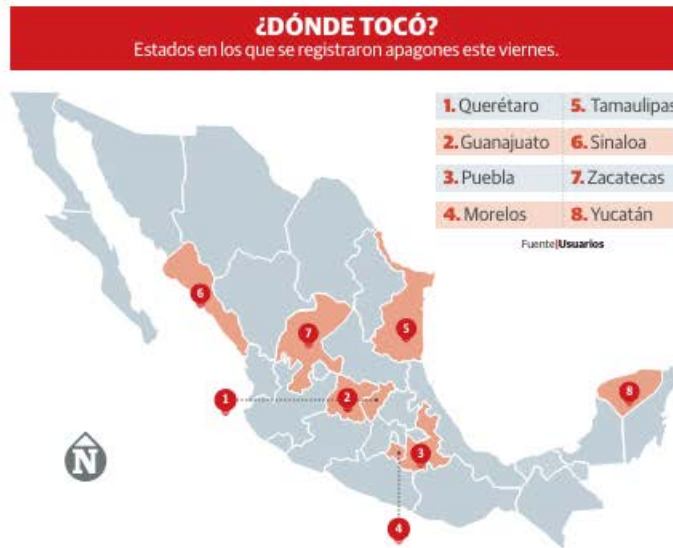 ¿DÓNDE TOCÓ?
Estados en los que se registraron apagones este viernes.
1. Querétaro
2. Guanajuato
3. Puebla
4. Morelos
5. Tamaulipas
6. Sinaloa
7. Zacatecas
8. Yucatán
Fuente|Usuarios
6
7
5
8
1
2
3
4
N